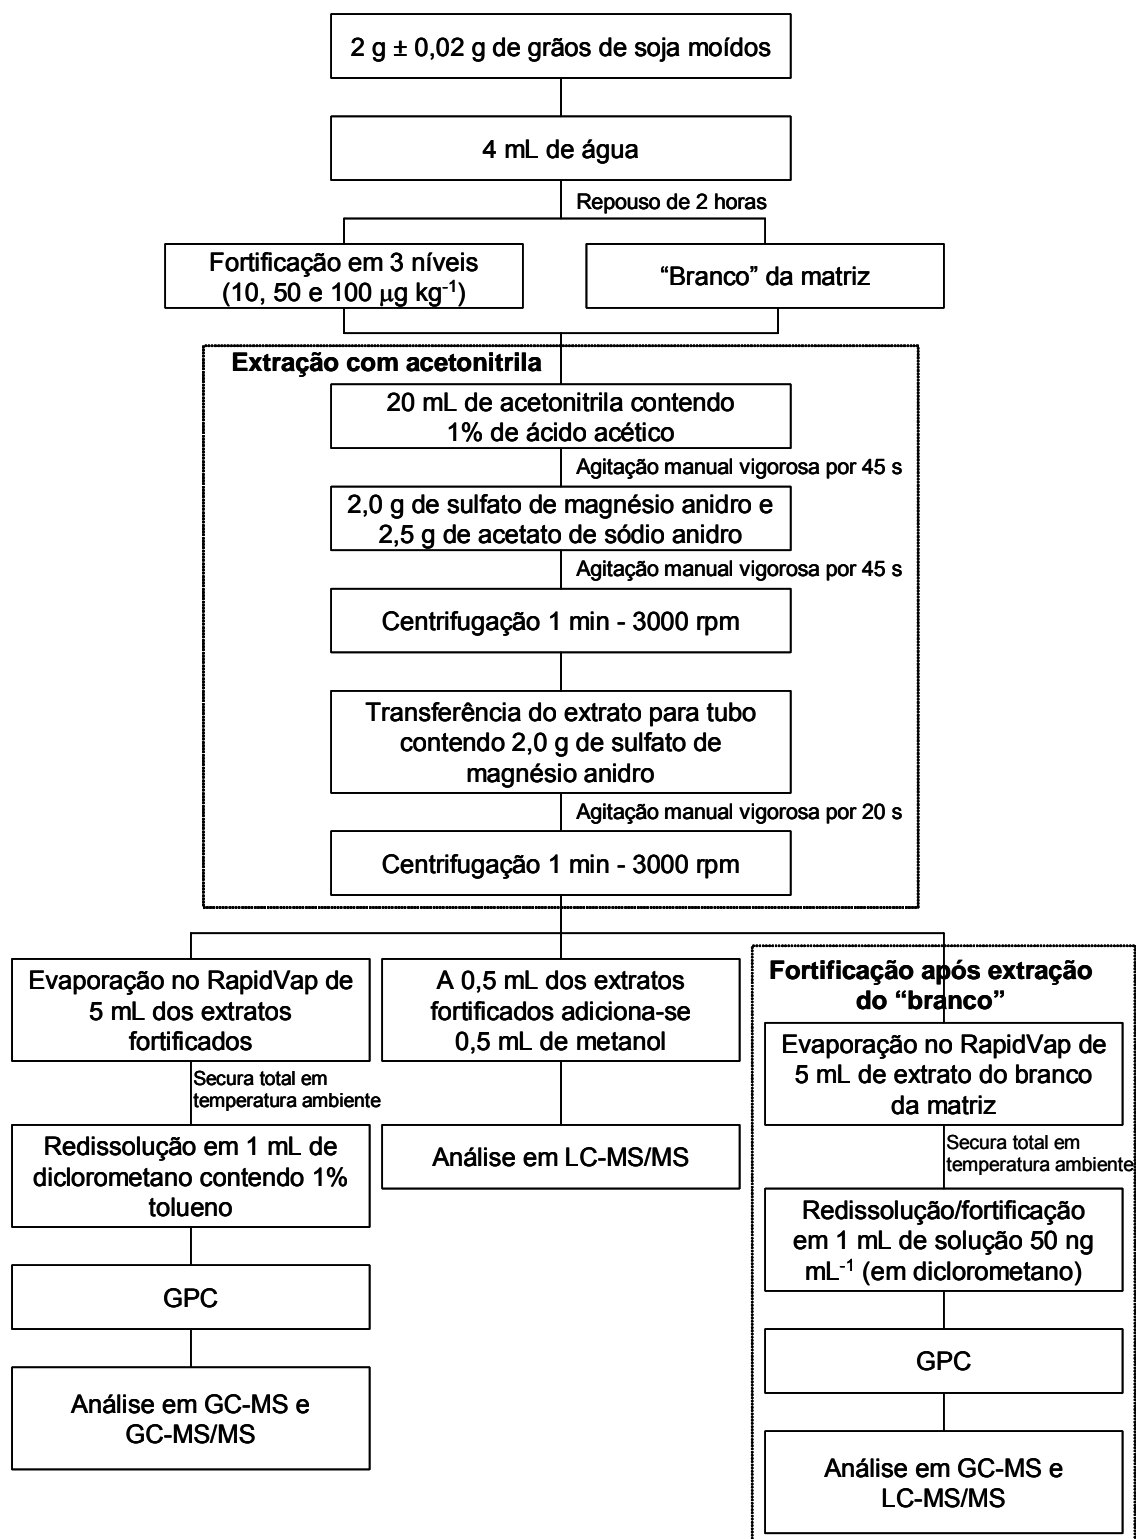 2 g ± 0,02 g de grãos de soja moídos
4 mL de água
Repouso de 2 horas
Fortificação em 3 níveis
(10, 50 e 100 µg kg⁻¹)
“Branco” da matriz
Extração com acetonitrila
20 mL de acetonitrila contendo
1% de ácido acético
Agitação manual vigorosa por 45 s
2,0 g de sulfato de magnésio anidro e
2,5 g de acetato de sódio anidro
Agitação manual vigorosa por 45 s
Centrifugação 1 min - 3000 rpm
Transferência do extrato para tubo
contendo 2,0 g de sulfato de
magnésio anidro
Agitação manual vigorosa por 20 s
Centrifugação 1 min - 3000 rpm
Evaporação no RapidVap de
5 mL dos extratos
fortificados
Secura total em
temperatura ambiente
Redissolução em 1 mL de
diclorometano contendo 1%
tolueno
GPC
Análise em GC-MS e
GC-MS/MS
A 0,5 mL dos extratos
fortificados adiciona-se
0,5 mL de metanol
Análise em LC-MS/MS
Fortificação após extração
do “branco”
Evaporação no RapidVap de
5 mL de extrato do branco
da matriz
Secura total em
temperatura ambiente
Redissolução/fortificação
em 1 mL de solução 50 ng
mL⁻¹ (em diclorometano)
GPC
Análise em GC-MS e
LC-MS/MS